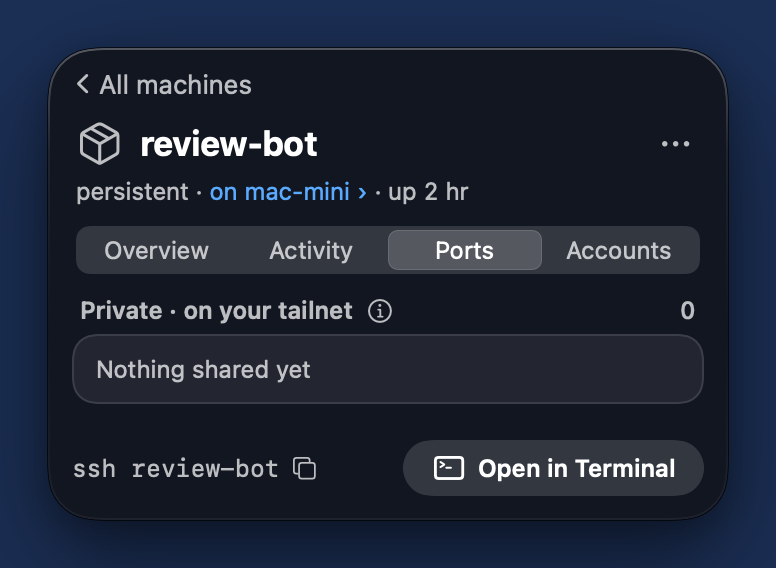 All machines
review-bot
persistent · on mac-mini › · up 2 hr
Overview Activity Ports Accounts
Private · on your tailnet 0
Nothing shared yet
ssh review-bot Open in Terminal